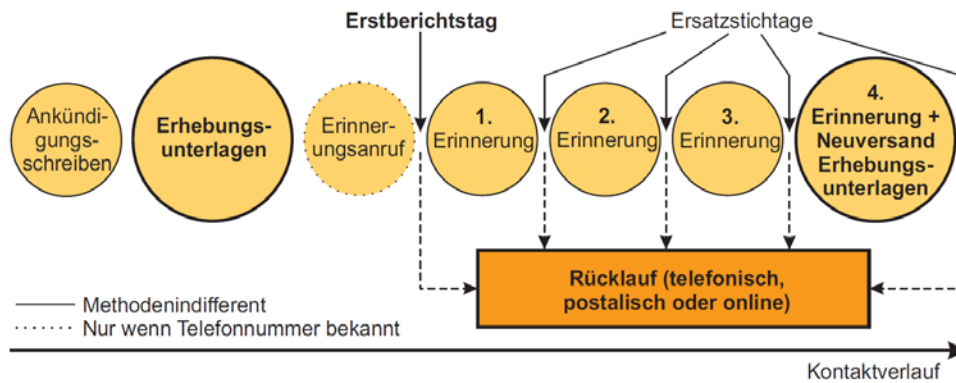 Erstberichtstag
Ersatzstichtage
Ankündi-
gungs-
schreiben
Erhebungs-
unterlagen
Erinner-
ungsanruf
1.
Erinnerung
2.
Erinnerung
3.
Erinnerung
4.
Erinnerung +
Neuversand
Erhebungs-
unterlagen
Rücklauf (telefonisch,
postalisch oder online)
Methodenindifferent
Nur wenn Telefonnummer bekannt
Kontaktverlauf